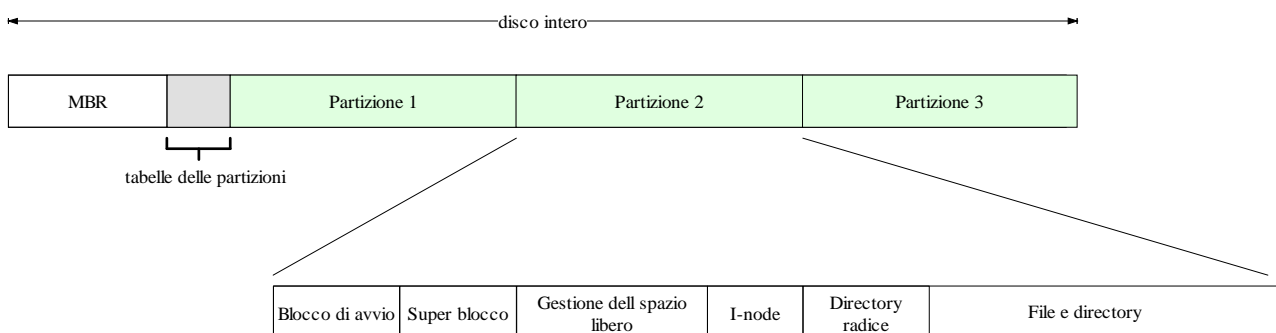 disco intero
MBR
Partizione 1
Partizione 2
Partizione 3
tabelle delle partizioni
Blocco di avvio
Super blocco
Gestione dell spazio
libero
I-node
Directory
radice
File e directory